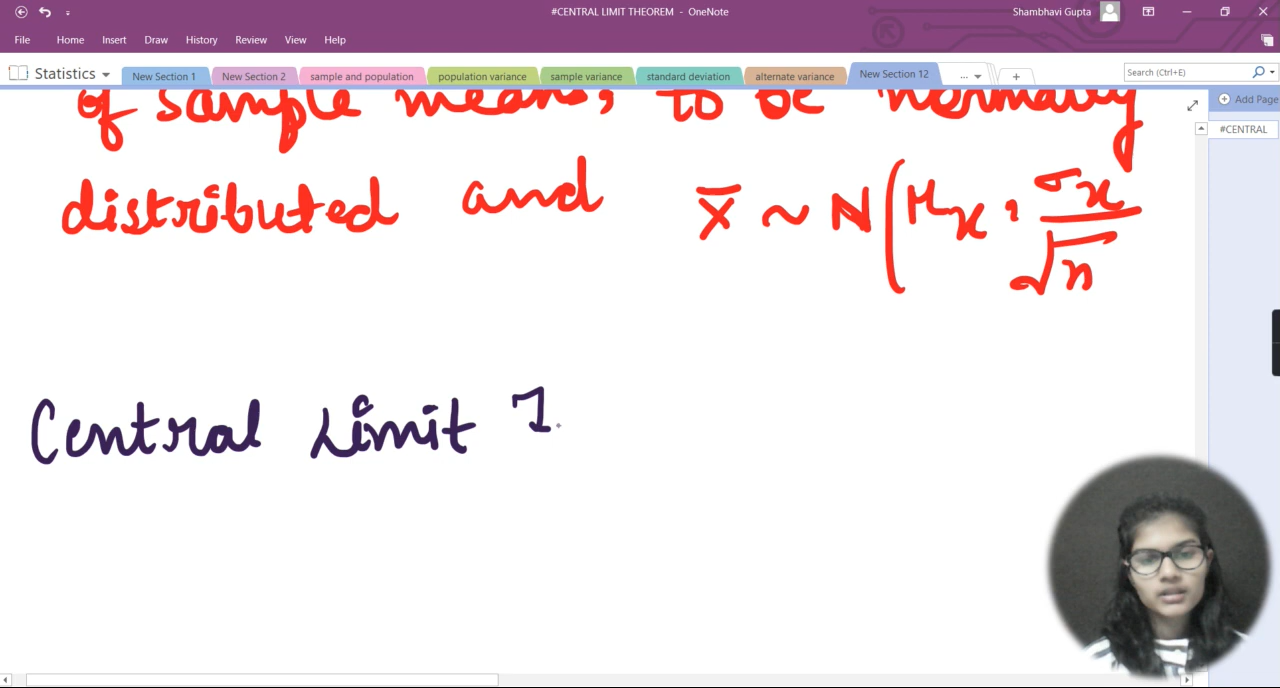 #CENTRAL LIMIT THEOREM - OneNote
Shambhavi Gupta
File Home Insert Draw History Review View Help
Statistics
New Section 1
New Section 2
sample and population
population variance
sample variance
standard deviation
alternate variance
New Section 12
...
+
Search (Ctrl+E)
Add Page
#CENTRAL
of sample means, to be normally
distributed and X̄ ~ N(μx, σx/√n
Central Limit T